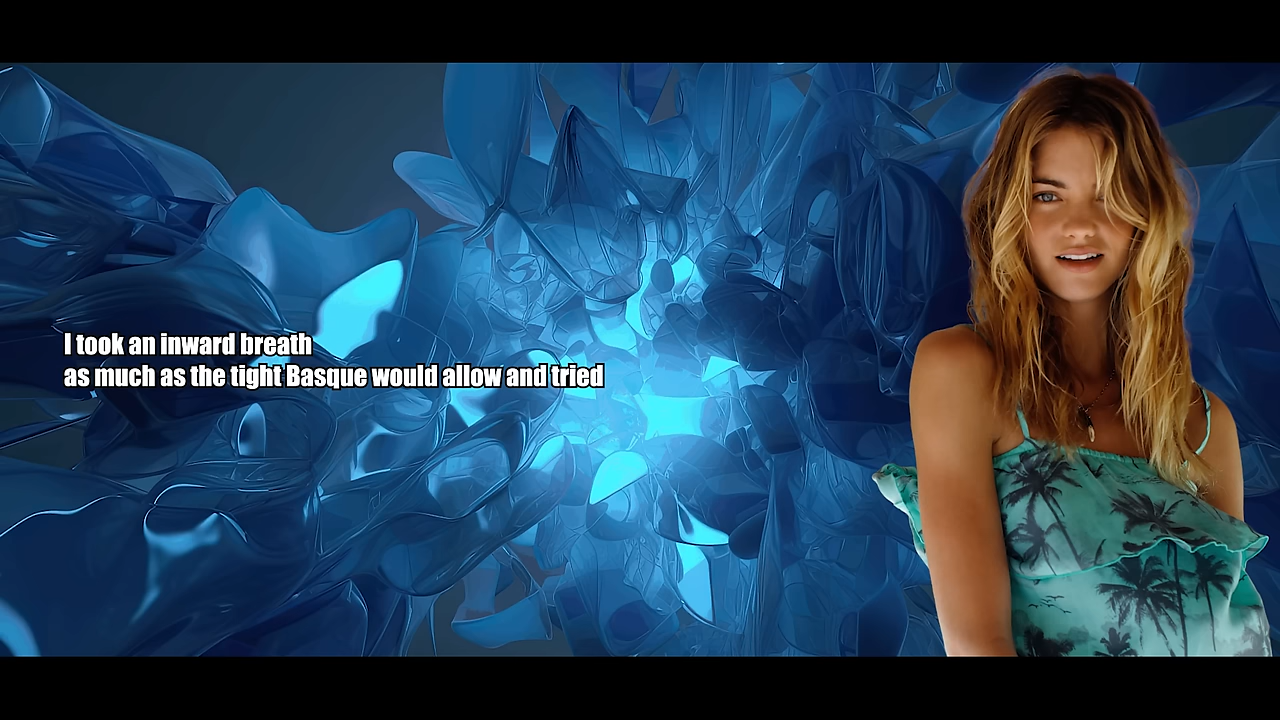 I took an inward breath
as much as the tight Basque would allow and tried